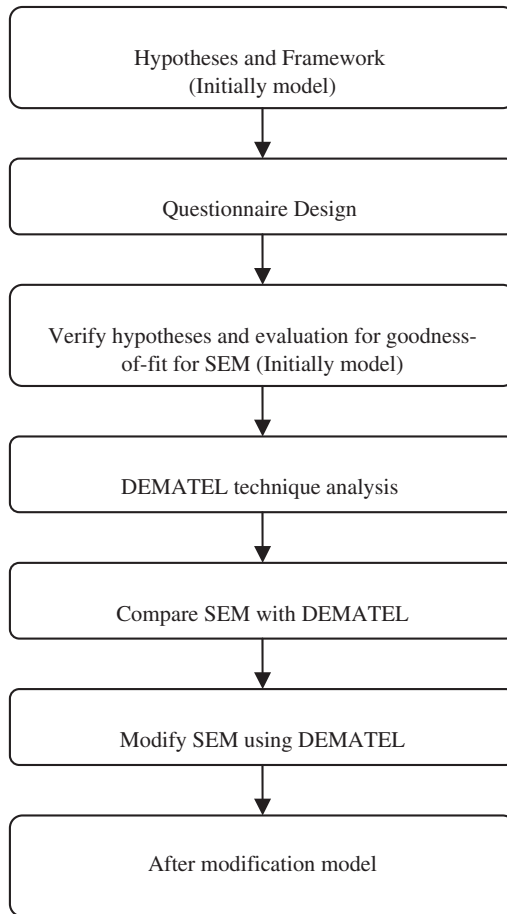 Hypotheses and Framework
(Initially model)
Questionnaire Design
Verify hypotheses and evaluation for goodness-
of-fit for SEM (Initially model)
DEMATEL technique analysis
Compare SEM with DEMATEL
Modify SEM using DEMATEL
After modification model